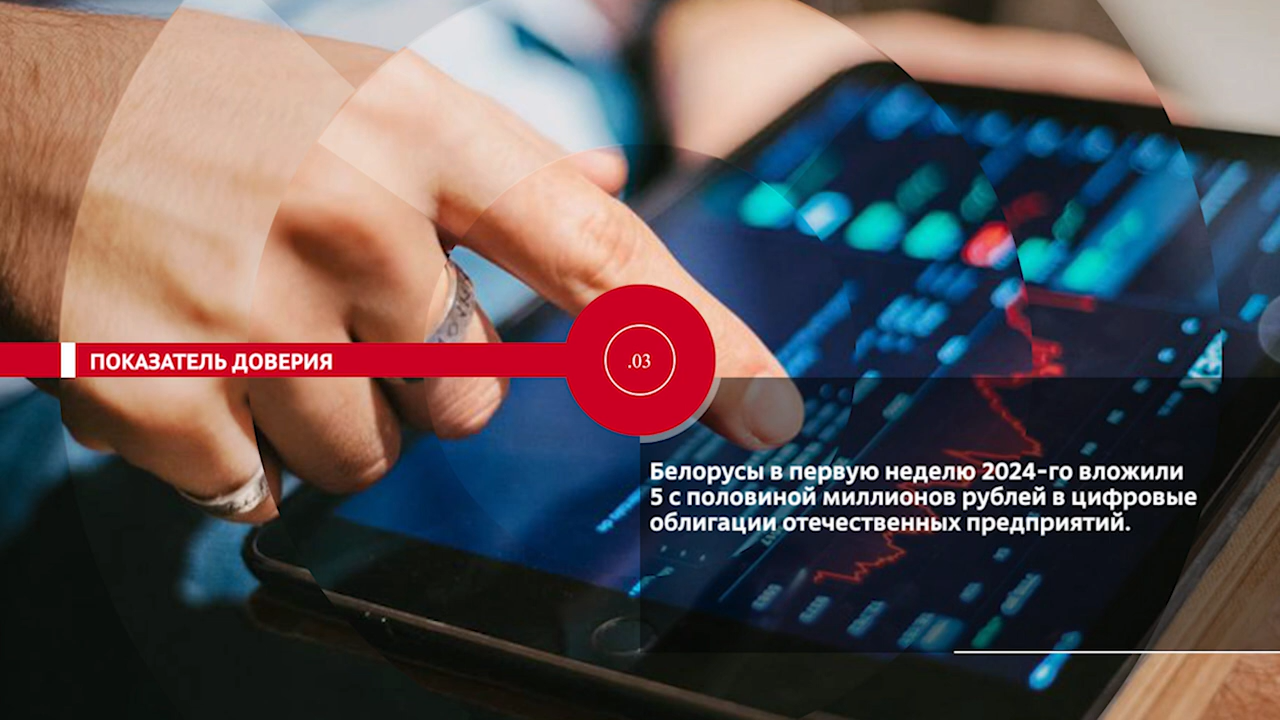 ПОКАЗАТЕЛЬ ДОВЕРИЯ
.03
Белорусы в первую неделю 2024-го вложили
5 с половиной миллионов рублей в цифровые
облигации отечественных предприятий.